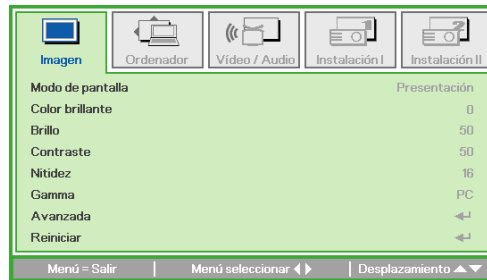 Imagen Ordenador Vídeo / Audio Instalación I Instalación II
Modo de pantalla Presentación
Color brillante 0
Brillo 50
Contraste 50
Nitidez 16
Gamma PC
Avanzada
Reiniciar
Menú = Salir Menú seleccionar Desplazamiento